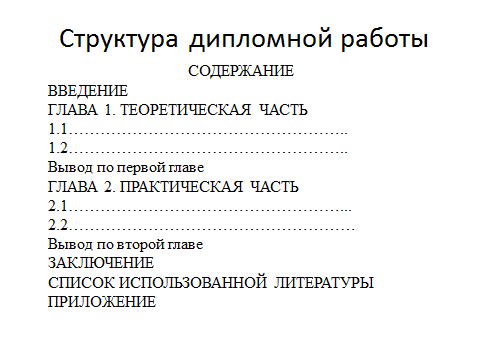 Структура дипломной работы
СОДЕРЖАНИЕ
ВВЕДЕНИЕ
ГЛАВА 1. ТЕОРЕТИЧЕСКАЯ ЧАСТЬ
1.1……………………………………………..
1.2……………………………………………..
Вывод по первой главе
ГЛАВА 2. ПРАКТИЧЕСКАЯ ЧАСТЬ
2.1……………………………………………...
2.2………………………………………………
Вывод по второй главе
ЗАКЛЮЧЕНИЕ
СПИСОК ИСПОЛЬЗОВАННОЙ ЛИТЕРАТУРЫ
ПРИЛОЖЕНИЕ